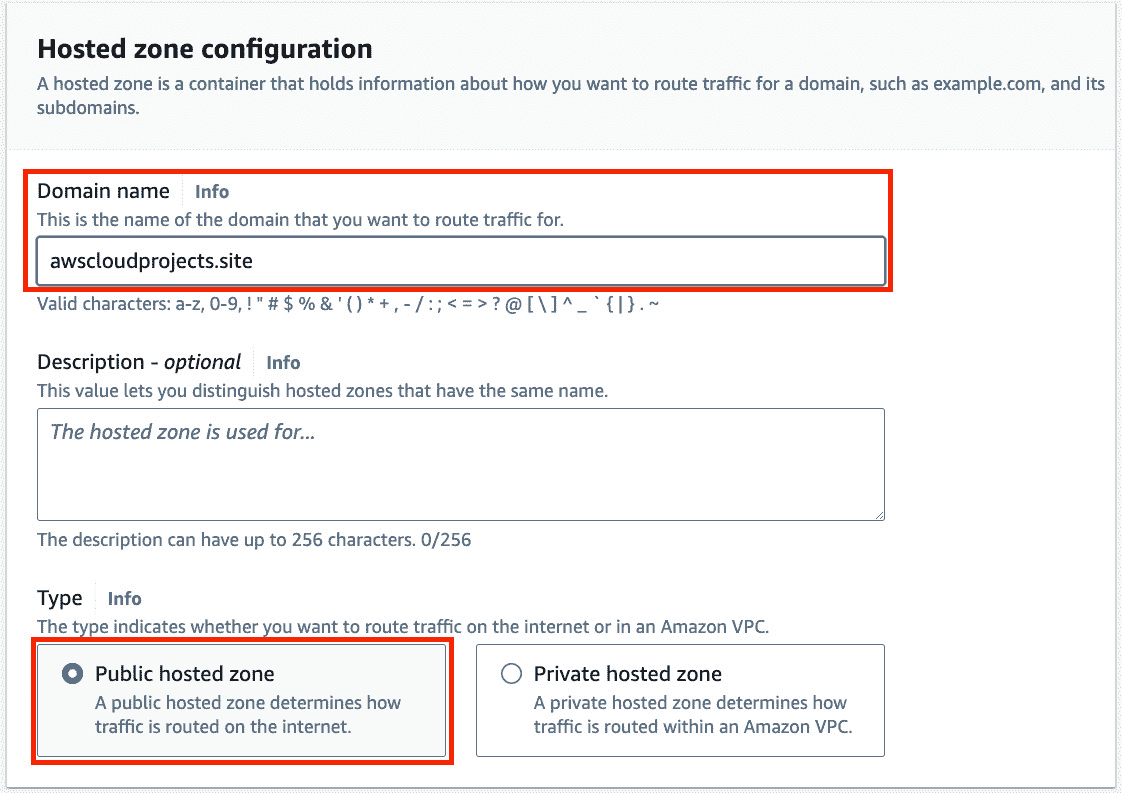 Hosted zone configuration
A hosted zone is a container that holds information about how you want to route traffic for a domain, such as example.com, and its
subdomains.
Domain name Info
This is the name of the domain that you want to route traffic for.
awscloudprojects.site
Valid characters: a-z, 0-9, ! " # $ % & ' ( ) * + , - / : ; < = > ? @ [ \ ] ^ _ ` { | } . ~
Description - optional Info
This value lets you distinguish hosted zones that have the same name.
The hosted zone is used for...
The description can have up to 256 characters. 0/256
Type Info
The type indicates whether you want to route traffic on the internet or in an Amazon VPC.
Public hosted zone
A public hosted zone determines how
traffic is routed on the internet.
Private hosted zone
A private hosted zone determines how
traffic is routed within an Amazon VPC.